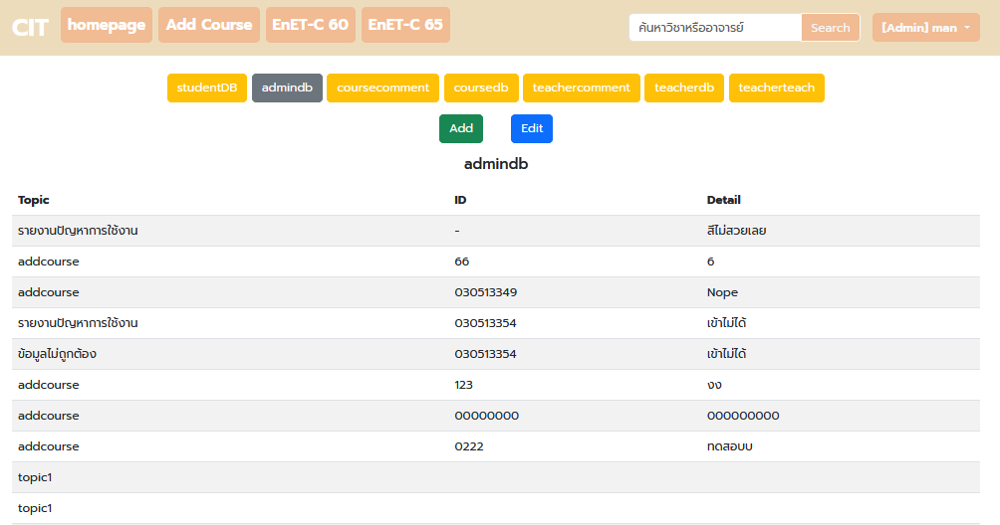 CIT homepage Add Course EnET-C 60 EnET-C 65 ค้นหาวิชาหรืออาจารย์ Search [Admin] man
studentDB admindb coursecomment coursedb teachercomment teacherdb teacherteach
Add Edit
admindb
Topic ID Detail
รายงานปัญหาการใช้งาน - สีไม่สวยเลย
addcourse 66 6
addcourse 030513349 Nope
รายงานปัญหาการใช้งาน 030513354 เข้าไม่ได้
ข้อมูลไม่ถูกต้อง 030513354 เข้าไม่ได้
addcourse 123 งง
addcourse 00000000 000000000
addcourse 0222 ทดสอบบ
topic1
topic1